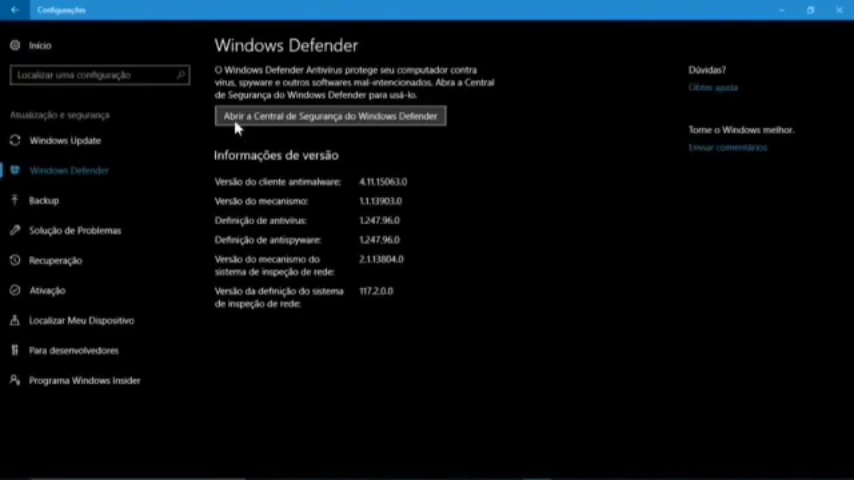 Configurações
Início
Localizar uma configuração
Atualização e segurança
Windows Update
Windows Defender
Backup
Solução de Problemas
Recuperação
Ativação
Localizar Meu Dispositivo
Para desenvolvedores
Programa Windows Insider
Windows Defender
O Windows Defender Antivírus protege seu computador contra
vírus, spyware e outros softwares mal-intencionados. Abra a Central
de Segurança do Windows Defender para usá-lo.
Abrir a Central de Segurança do Windows Defender
Informações de versão
Versão do cliente antimalware: 4.11.15063.0
Versão do mecanismo: 1.1.13903.0
Definição de antivírus: 1.247.96.0
Definição de antispyware: 1.247.96.0
Versão do mecanismo do 2.1.13804.0
sistema de inspeção de rede:
Versão da definição do sistema 117.2.0.0
de inspeção de rede:
Dúvidas?
Obter ajuda
Torne o Windows melhor.
Enviar comentários